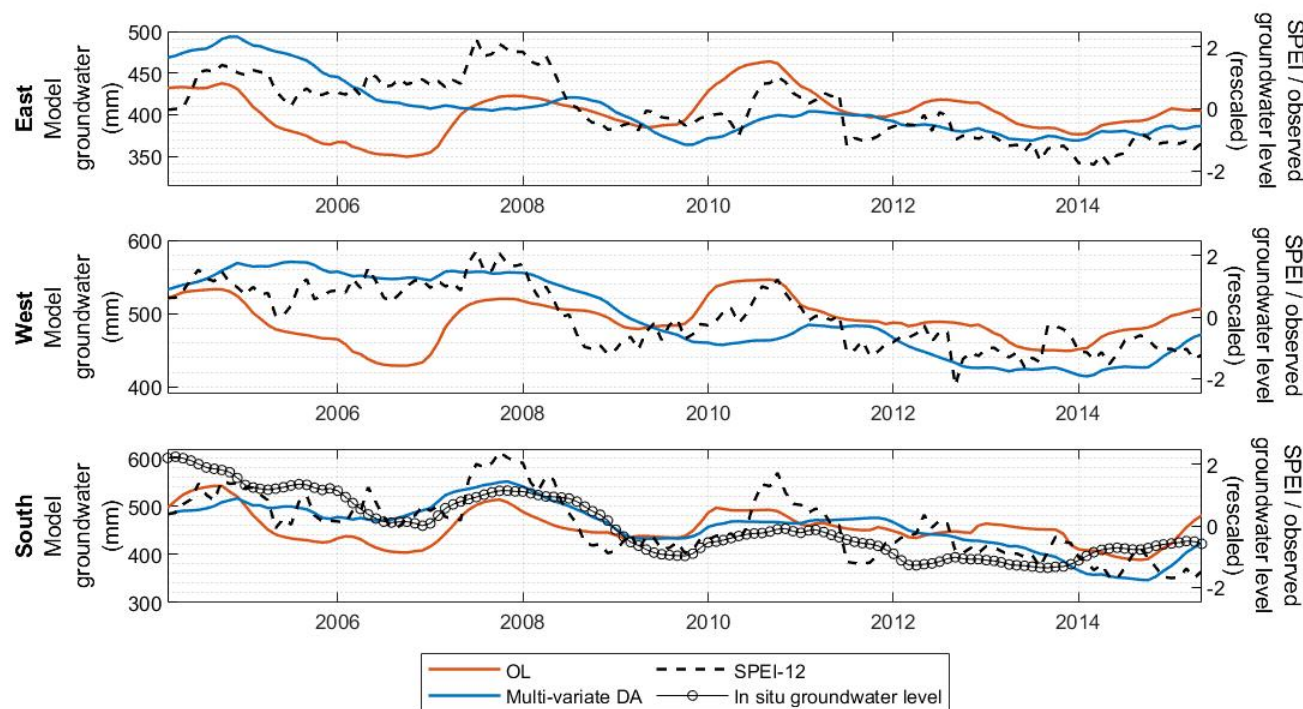 East
Model
groundwater
(mm)
500
450
400
350
2
0
-2
SPEI / observed
groundwater level
(rescaled)
2006
2008
2010
2012
2014
West
Model
groundwater
(mm)
600
500
400
2
0
-2
SPEI / observed
groundwater level
(rescaled)
2006
2008
2010
2012
2014
South
Model
groundwater
(mm)
600
500
400
300
2
0
-2
SPEI / observed
groundwater level
(rescaled)
2006
2008
2010
2012
2014
OL
SPEI-12
Multi-variate DA
In situ groundwater level